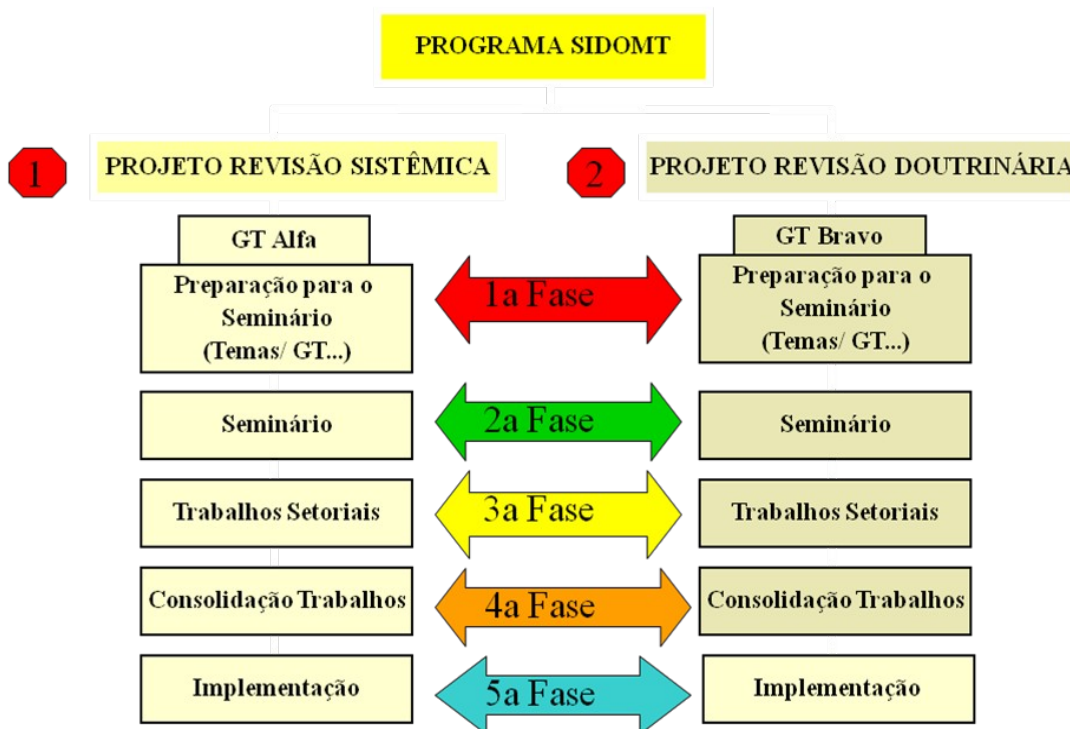 PROGRAMA SIDOMT
1
PROJETO REVISÃO SISTÊMICA
2
PROJETO REVISÃO DOUTRINÁRIA
GT Alfa
Preparação para o
Seminário
(Temas/ GT...)
1a Fase
GT Bravo
Preparação para o
Seminário
(Temas/ GT...)
Seminário
2a Fase
Seminário
Trabalhos Setoriais
3a Fase
Trabalhos Setoriais
Consolidação Trabalhos
4a Fase
Consolidação Trabalhos
Implementação
5a Fase
Implementação